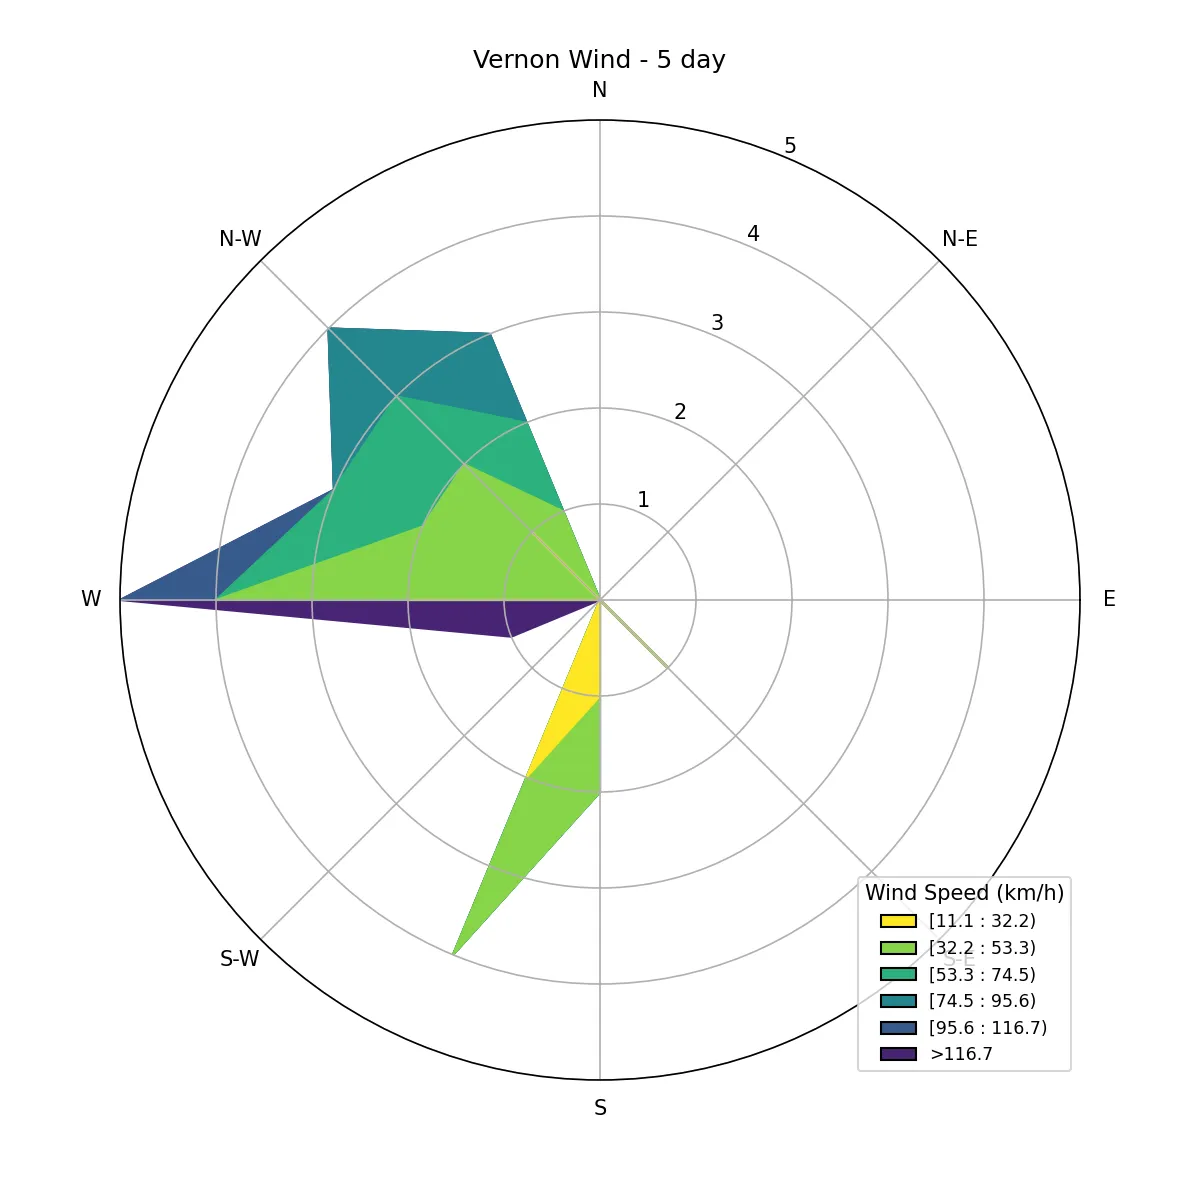 Vernon Wind - 5 day
N
5
4
N-W
N-E
3
2
1
W
E
Wind Speed (km/h)
[11.1 : 32.2)
[32.2 : 53.3)
S-W
S-E
[53.3 : 74.5)
[74.5 : 95.6)
[95.6 : 116.7)
>116.7
S